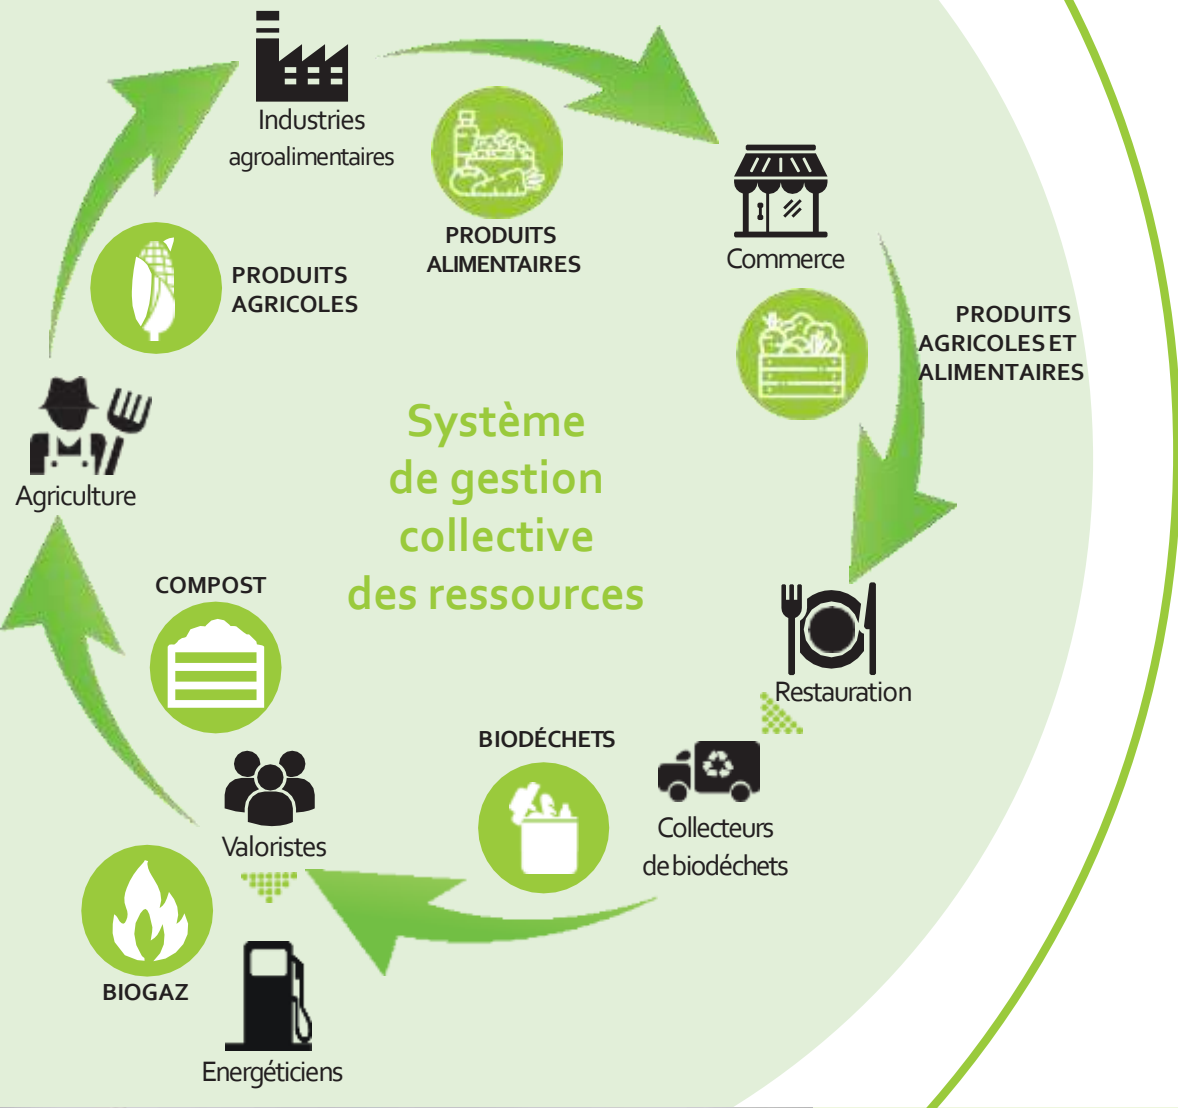 Industries
agroalimentaires
PRODUITS
ALIMENTAIRES
Commerce
PRODUITS
AGRICOLES
PRODUITS
AGRICOLES ET
ALIMENTAIRES
Agriculture
Système
de gestion
collective
des ressources
COMPOST
Restauration
BIODÉCHETS
Collecteurs
de biodéchets
Valoristes
BIOGAZ
Energéticiens